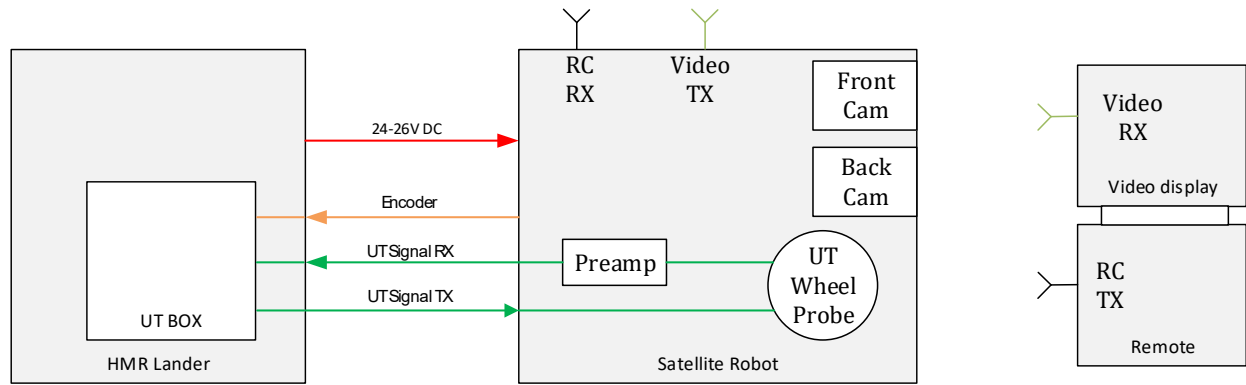 RC
RX
Video
TX
Front
Cam
Back
Cam
24-26V DC
Encoder
UT Signal RX
Preamp
UT Signal TX
UT
Wheel
Probe
UT BOX
HMR Lander
Satellite Robot
Video
RX
Video display
RC
TX
Remote